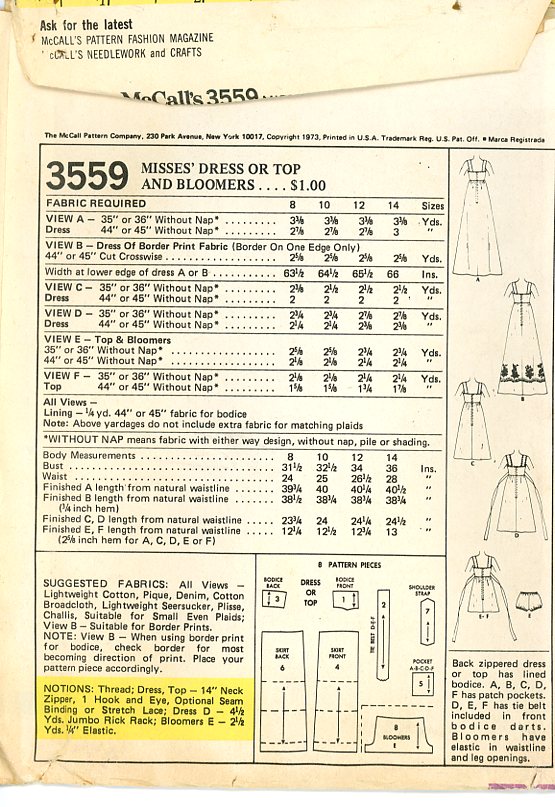 Ask for the latest
McCALL'S PATTERN FASHION MAGAZINE
CALL'S NEEDLEWORK and CRAFTS
McCall's 3559
The McCall Pattern Company, 230 Park Avenue, New York 10017, Copyright 1973, Printed in U.S.A. Trademark Reg. U.S. Pat. Off. ■ Marca Registrada
3559 MISSES' DRESS OR TOP
AND BLOOMERS .... $1.00
FABRIC REQUIRED 8 10 12 14 Sizes
VIEW A — 35" or 36" Without Nap* ......... 3⅜ 3⅜ 3⅜ 3⅜ Yds.
Dress 44" or 45" Without Nap* ......... 2⅞ 2⅞ 2⅞ 3 "
VIEW B — Dress Of Border Print Fabric (Border On One Edge Only)
44" or 45" Cut Crosswise ................ 2⅝ 2⅝ 2⅝ 2⅝ Yds.
Width at lower edge of dress A or B .......... 63½ 64½ 65½ 66 Ins.
VIEW C — 35" or 36" Without Nap* ......... 2⅜ 2½ 2½ 2½ Yds.
Dress 44" or 45" Without Nap* ......... 2 2 2 2 "
VIEW D — 35" or 36" Without Nap* ......... 2¾ 2¾ 2⅞ 2⅞ Yds.
Dress 44" or 45" Without Nap* ......... 2¼ 2¼ 2⅜ 2⅜ "
VIEW E — Top & Bloomers
35" or 36" Without Nap* ................ 2⅝ 2⅝ 2¾ 2¾ Yds.
44" or 45" Without Nap* ................ 2⅛ 2⅛ 2¼ 2¼ "
VIEW F — 35" or 36" Without Nap* ......... 2⅛ 2⅛ 2¼ 2¼ Yds.
Top 44" or 45" Without Nap* ......... 1⅝ 1⅝ 1¾ 1⅞ "
All Views —
Lining — ¼ yd. 44" or 45" fabric for bodice
Note: Above yardages do not include extra fabric for matching plaids
*WITHOUT NAP means fabric with either way design, without nap, pile or shading.
Body Measurements ................ 8 10 12 14
Bust ................ 31½ 32½ 34 36 Ins.
Waist ................ 24 25 26½ 28 "
Finished A length from natural waistline ....... 39¾ 40 40¼ 40½ "
Finished B length from natural waistline ....... 38¾ 38¾ 38¾ 38¾ "
(¾ inch hem)
Finished C, D length from natural waistline ..... 23¾ 24 24¼ 24½ "
Finished E, F length from natural waistline ..... 12¼ 12½ 12¾ 13 "
(2⅝ inch hem for A, C, D, E or F)
SUGGESTED FABRICS: All Views —
Lightweight Cotton, Pique, Denim, Cotton
Broadcloth, Lightweight Seersucker, Plisse,
Challis, Suitable for Small Even Plaids;
View B — Suitable for Border Prints.
NOTE: View B — When using border print
for bodice, check border for most
becoming direction of print. Place your
pattern piece accordingly.
NOTIONS: Thread; Dress, Top — 14" Neck
Zipper, 1 Hook and Eye, Optional Seam
Binding or Stretch Lace; Dress D — 4½
Yds. Jumbo Rick Rack; Bloomers E — 2½
Yds. ¼" Elastic.
8 PATTERN PIECES
BODICE
BACK
3
DRESS
OR
TOP
BODICE
FRONT
1
2
TIE BELT D-E-F
SHOULDER
STRAP
7
SKIRT
BACK
6
SKIRT
FRONT
4
POCKET
A-B-C-D-F
5
8
BLOOMERS
E
A
B
C
D
E-F
E
Back zippered dress
or top has lined
bodice. A, B, C, D,
F has patch pockets.
D, E, F has tie belt
included in front
bodice darts.
Bloomers have
elastic in waistline
and leg openings.